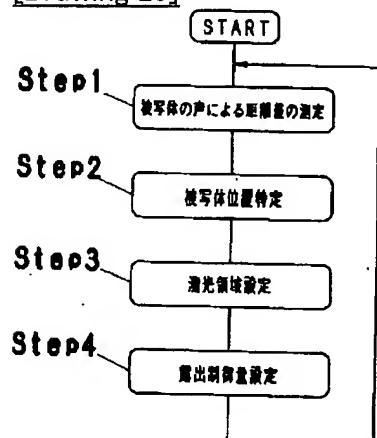 START
Step1
被写体の声による距離差の測定
Step2
被写体位置特定
Step3
測光領域設定
Step4
露出制御量設定